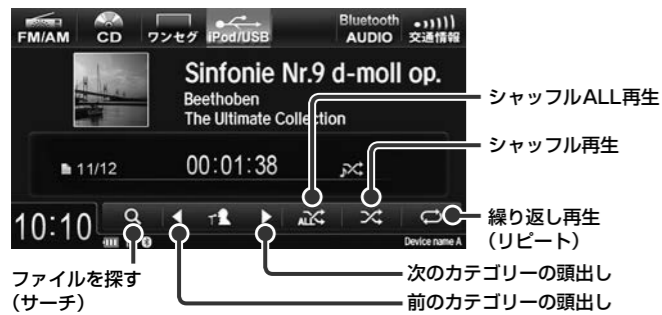 FM/AM
CD
ワンセグ
iPod/USB
Bluetooth
AUDIO
交通情報
Sinfonie Nr.9 d-moll op.
Beethoben
The Ultimate Collection
11/12
00:01:38
ALL
10:10
Device name A
シャッフルALL再生
シャッフル再生
繰り返し再生
（リピート）
次のカテゴリーの頭出し
前のカテゴリーの頭出し
ファイルを探す
（サーチ）